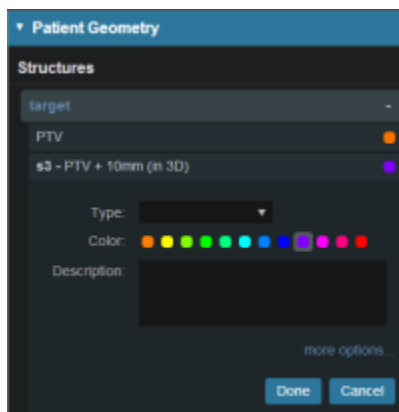 Patient Geometry
Structures
target -
PTV
s3 - PTV + 10mm (in 3D)
Type:
Color:
Description:
more options...
Done Cancel